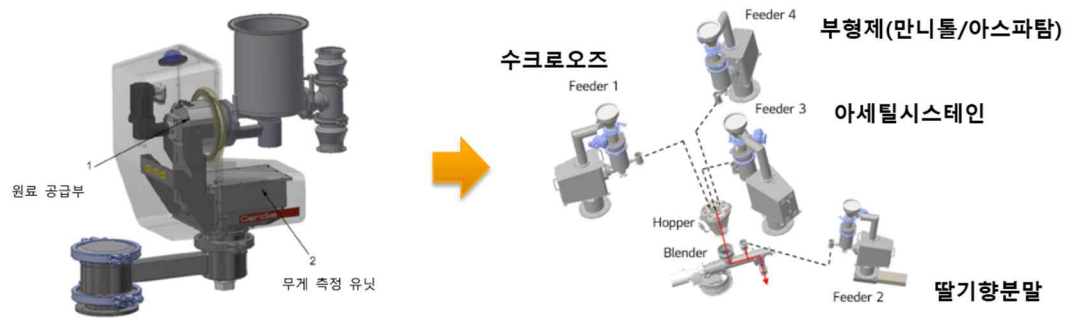 1
원료 공급부
2
무게 측정 유닛
수크로오즈
Feeder 1
Feeder 4
부형제(만니톨/아스파탐)
Feeder 3
아세틸시스테인
Hopper
Blender
Feeder 2
딸기향분말